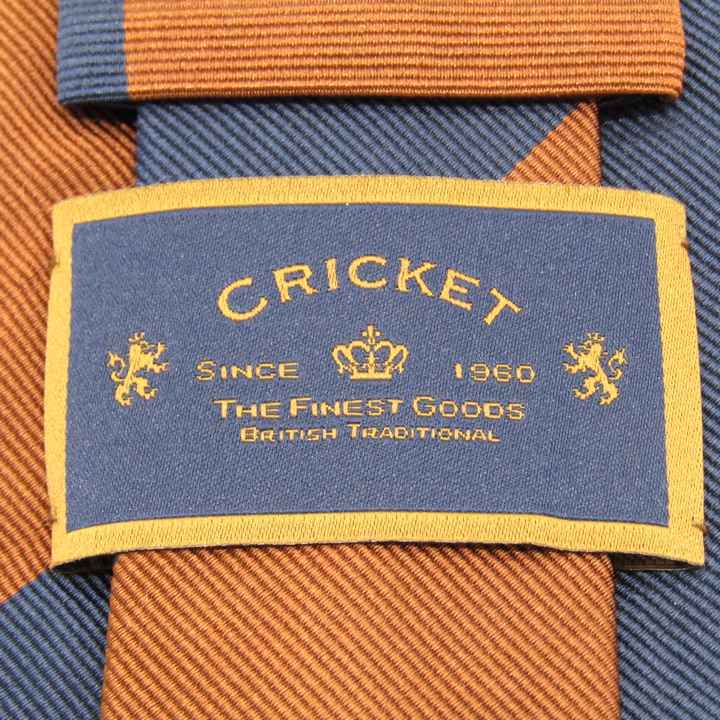 CRICKET
SINCE 1960
THE FINEST GOODS
BRITISH TRADITIONAL